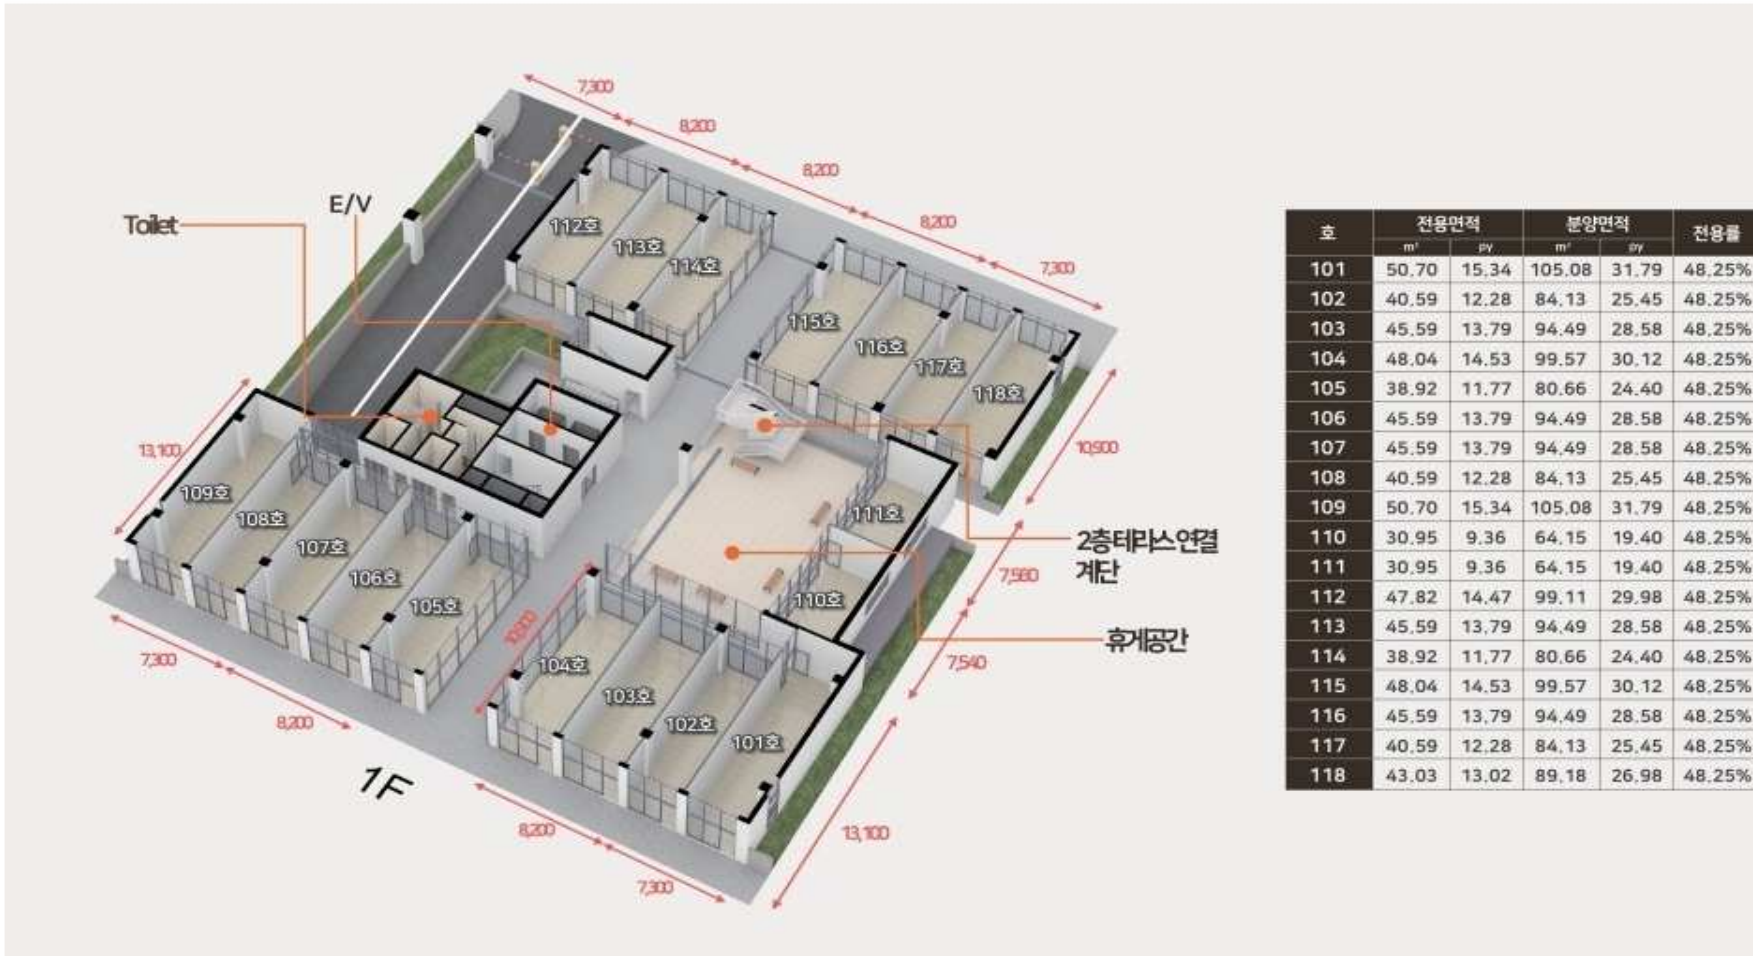 7,300
8,200
8,200
8,200
7,300
Toilet
E/V
112호
113호
114호
115호
116호
117호
118호
13,100
10,900
109호
108호
107호
106호
105호
111호
110호
2층테라스연결
계단
7,540
휴게공간
104호
103호
102호
101호
7,300
8,200
1F
8,200
7,300
13,100
호 전용면적 분양면적 전용률
m² py m² py
101 50.70 15.34 105.08 31.79 48.25%
102 40.59 12.28 84.13 25.45 48.25%
103 45.59 13.79 94.49 28.58 48.25%
104 48.04 14.53 99.57 30.12 48.25%
105 38.92 11.77 80.66 24.40 48.25%
106 45.59 13.79 94.49 28.58 48.25%
107 45.59 13.79 94.49 28.58 48.25%
108 40.59 12.28 84.13 25.45 48.25%
109 50.70 15.34 105.08 31.79 48.25%
110 30.95 9.36 64.15 19.40 48.25%
111 30.95 9.36 64.15 19.40 48.25%
112 47.82 14.47 99.11 29.98 48.25%
113 45.59 13.79 94.49 28.58 48.25%
114 38.92 11.77 80.66 24.40 48.25%
115 48.04 14.53 99.57 30.12 48.25%
116 45.59 13.79 94.49 28.58 48.25%
117 40.59 12.28 84.13 25.45 48.25%
118 43.03 13.02 89.18 26.98 48.25%